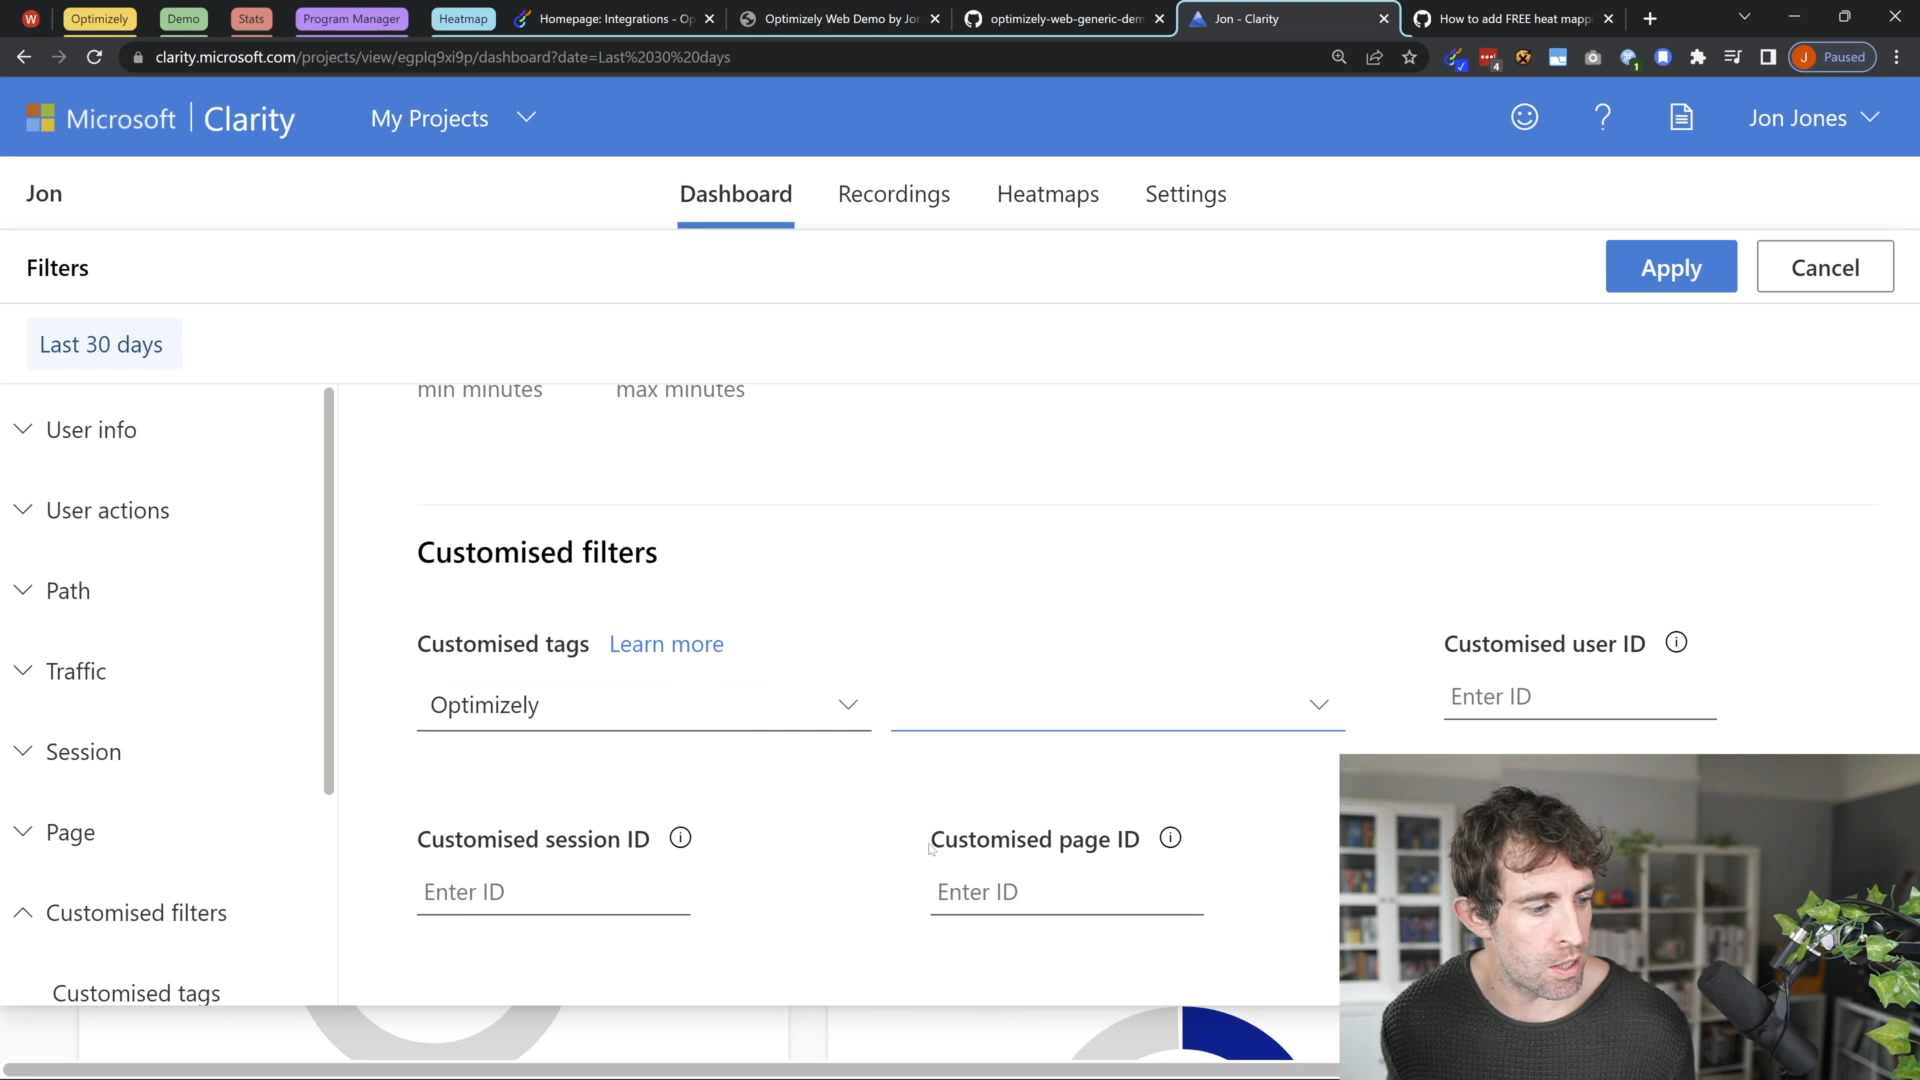 W
Optimizely
Demo
Stats
Program Manager
Heatmap
Homepage: Integrations - Op
Optimizely Web Demo by Jor
optimizely-web-generic-dem
Jon - Clarity
How to add FREE heat mapp
clarity.microsoft.com/projects/view/egplq9xi9p/dashboard?date=Last%2030%20days
4
1
J
Paused
Microsoft | Clarity
My Projects
?
Jon Jones
Jon
Dashboard
Recordings
Heatmaps
Settings
Filters
Apply
Cancel
Last 30 days
min minutes
max minutes
User info
User actions
Path
Traffic
Session
Page
Customised filters
Customised tags
Customised filters
Customised tags
Learn more
Customised user ID
Optimizely
Enter ID
Customised session ID
Customised page ID
Enter ID
Enter ID